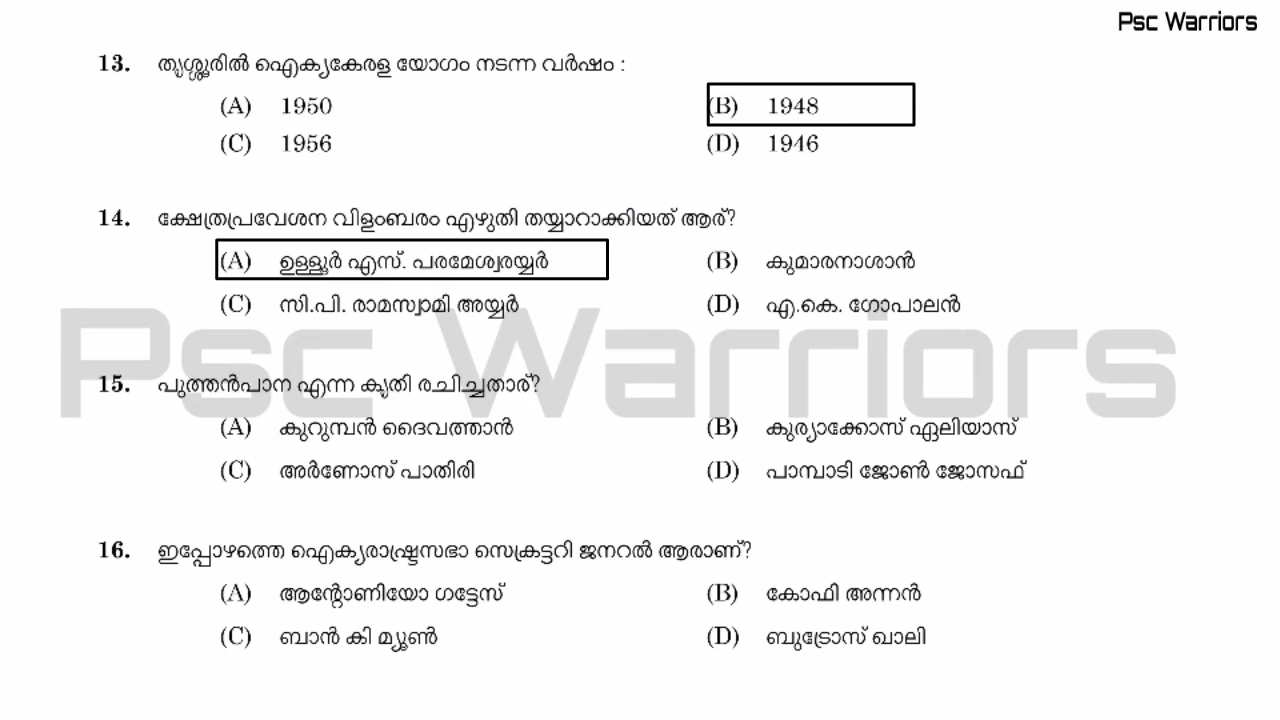 Psc Warriors
13. തൃശ്ശൂരിൽ ഐക്യകേരള യോഗം നടന്ന വർഷം :
(A) 1950 (B) 1948
(C) 1956 (D) 1946
14. ക്ഷേത്രപ്രവേശന വിളംബരം എഴുതി തയ്യാറാക്കിയത് ആര്?
(A) ഉള്ളൂർ എസ്. പരമേശ്വരയ്യർ (B) കുമാരനാശാൻ
(C) സി.പി. രാമസ്വാമി അയ്യർ (D) എ.കെ. ഗോപാലൻ
Psc Warriors
15. പുത്തൻപാന എന്ന കൃതി രചിച്ചതാര്?
(A) കുറുമ്പൻ ദൈവത്താൻ (B) കുര്യാക്കോസ് ഏലിയാസ്
(C) അർണോസ് പാതിരി (D) പാമ്പാടി ജോൺ ജോസഫ്
16. ഇപ്പോഴത്തെ ഐക്യരാഷ്ട്രസഭാ സെക്രട്ടറി ജനറൽ ആരാണ്?
(A) ആന്റോണിയോ ഗട്ടേസ് (B) കോഫി അന്നൻ
(C) ബാൻ കി മ്യൂൺ (D) ബുട്രോസ് ഖാലി